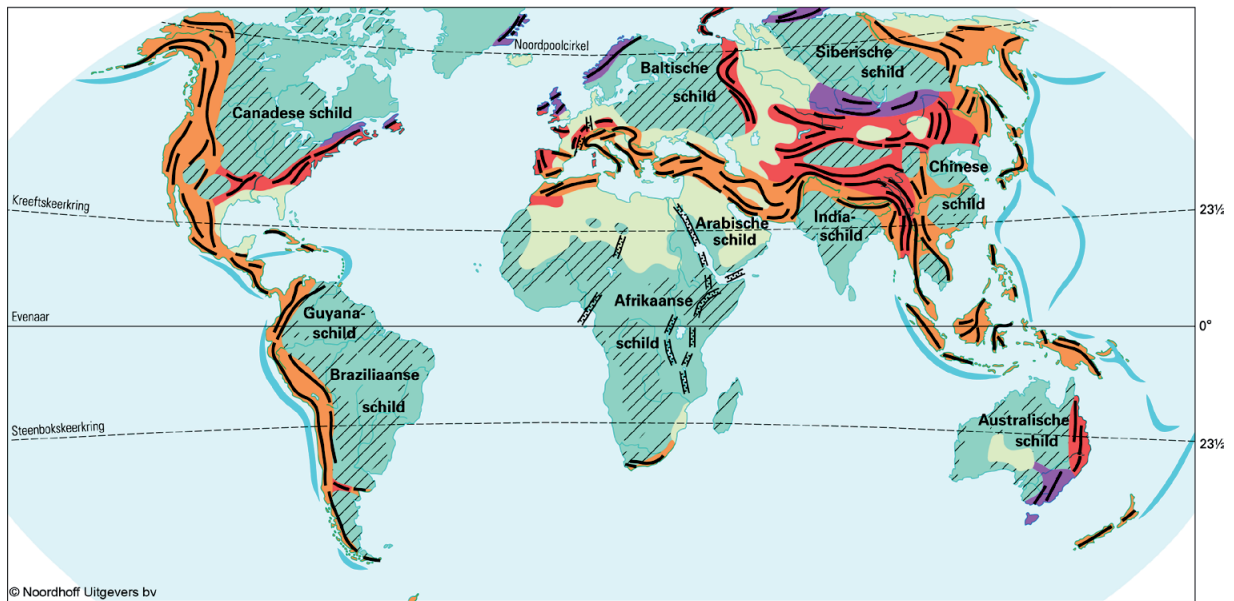 Noordpoolcirkel
Siberische
schild
Baltische
schild
Canadese schild
Chinese
schild
Kreeftskeerkring
23½
Arabische
schild
India-
schild
Afrikaanse
schild
Guyana-
schild
Evenaar
0°
Braziliaanse
schild
Australische
schild
Steenbokskeerkring
23½
© Noordhoff Uitgevers bv